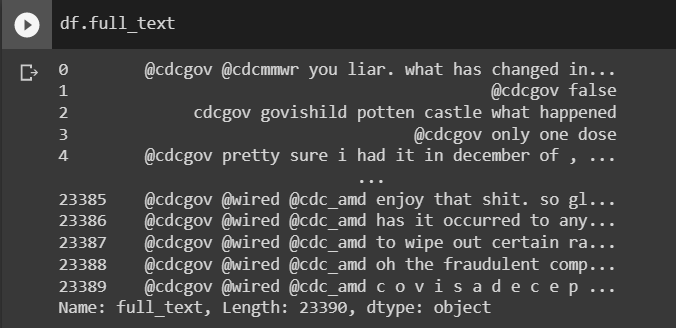 df.full_text
0 @cdcgov @cdcmmwr you liar. what has changed in...
1 @cdcgov false
2 cdcgov govishild potten castle what happened
3 @cdcgov only one dose
4 @cdcgov pretty sure i had it in december of , ...
...
23385 @cdcgov @wired @cdc_amd enjoy that shit. so gl...
23386 @cdcgov @wired @cdc_amd has it occurred to any...
23387 @cdcgov @wired @cdc_amd to wipe out certain ra...
23388 @cdcgov @wired @cdc_amd oh the fraudulent comp...
23389 @cdcgov @wired @cdc_amd c o v i s a d e c e p ...
Name: full_text, Length: 23390, dtype: object